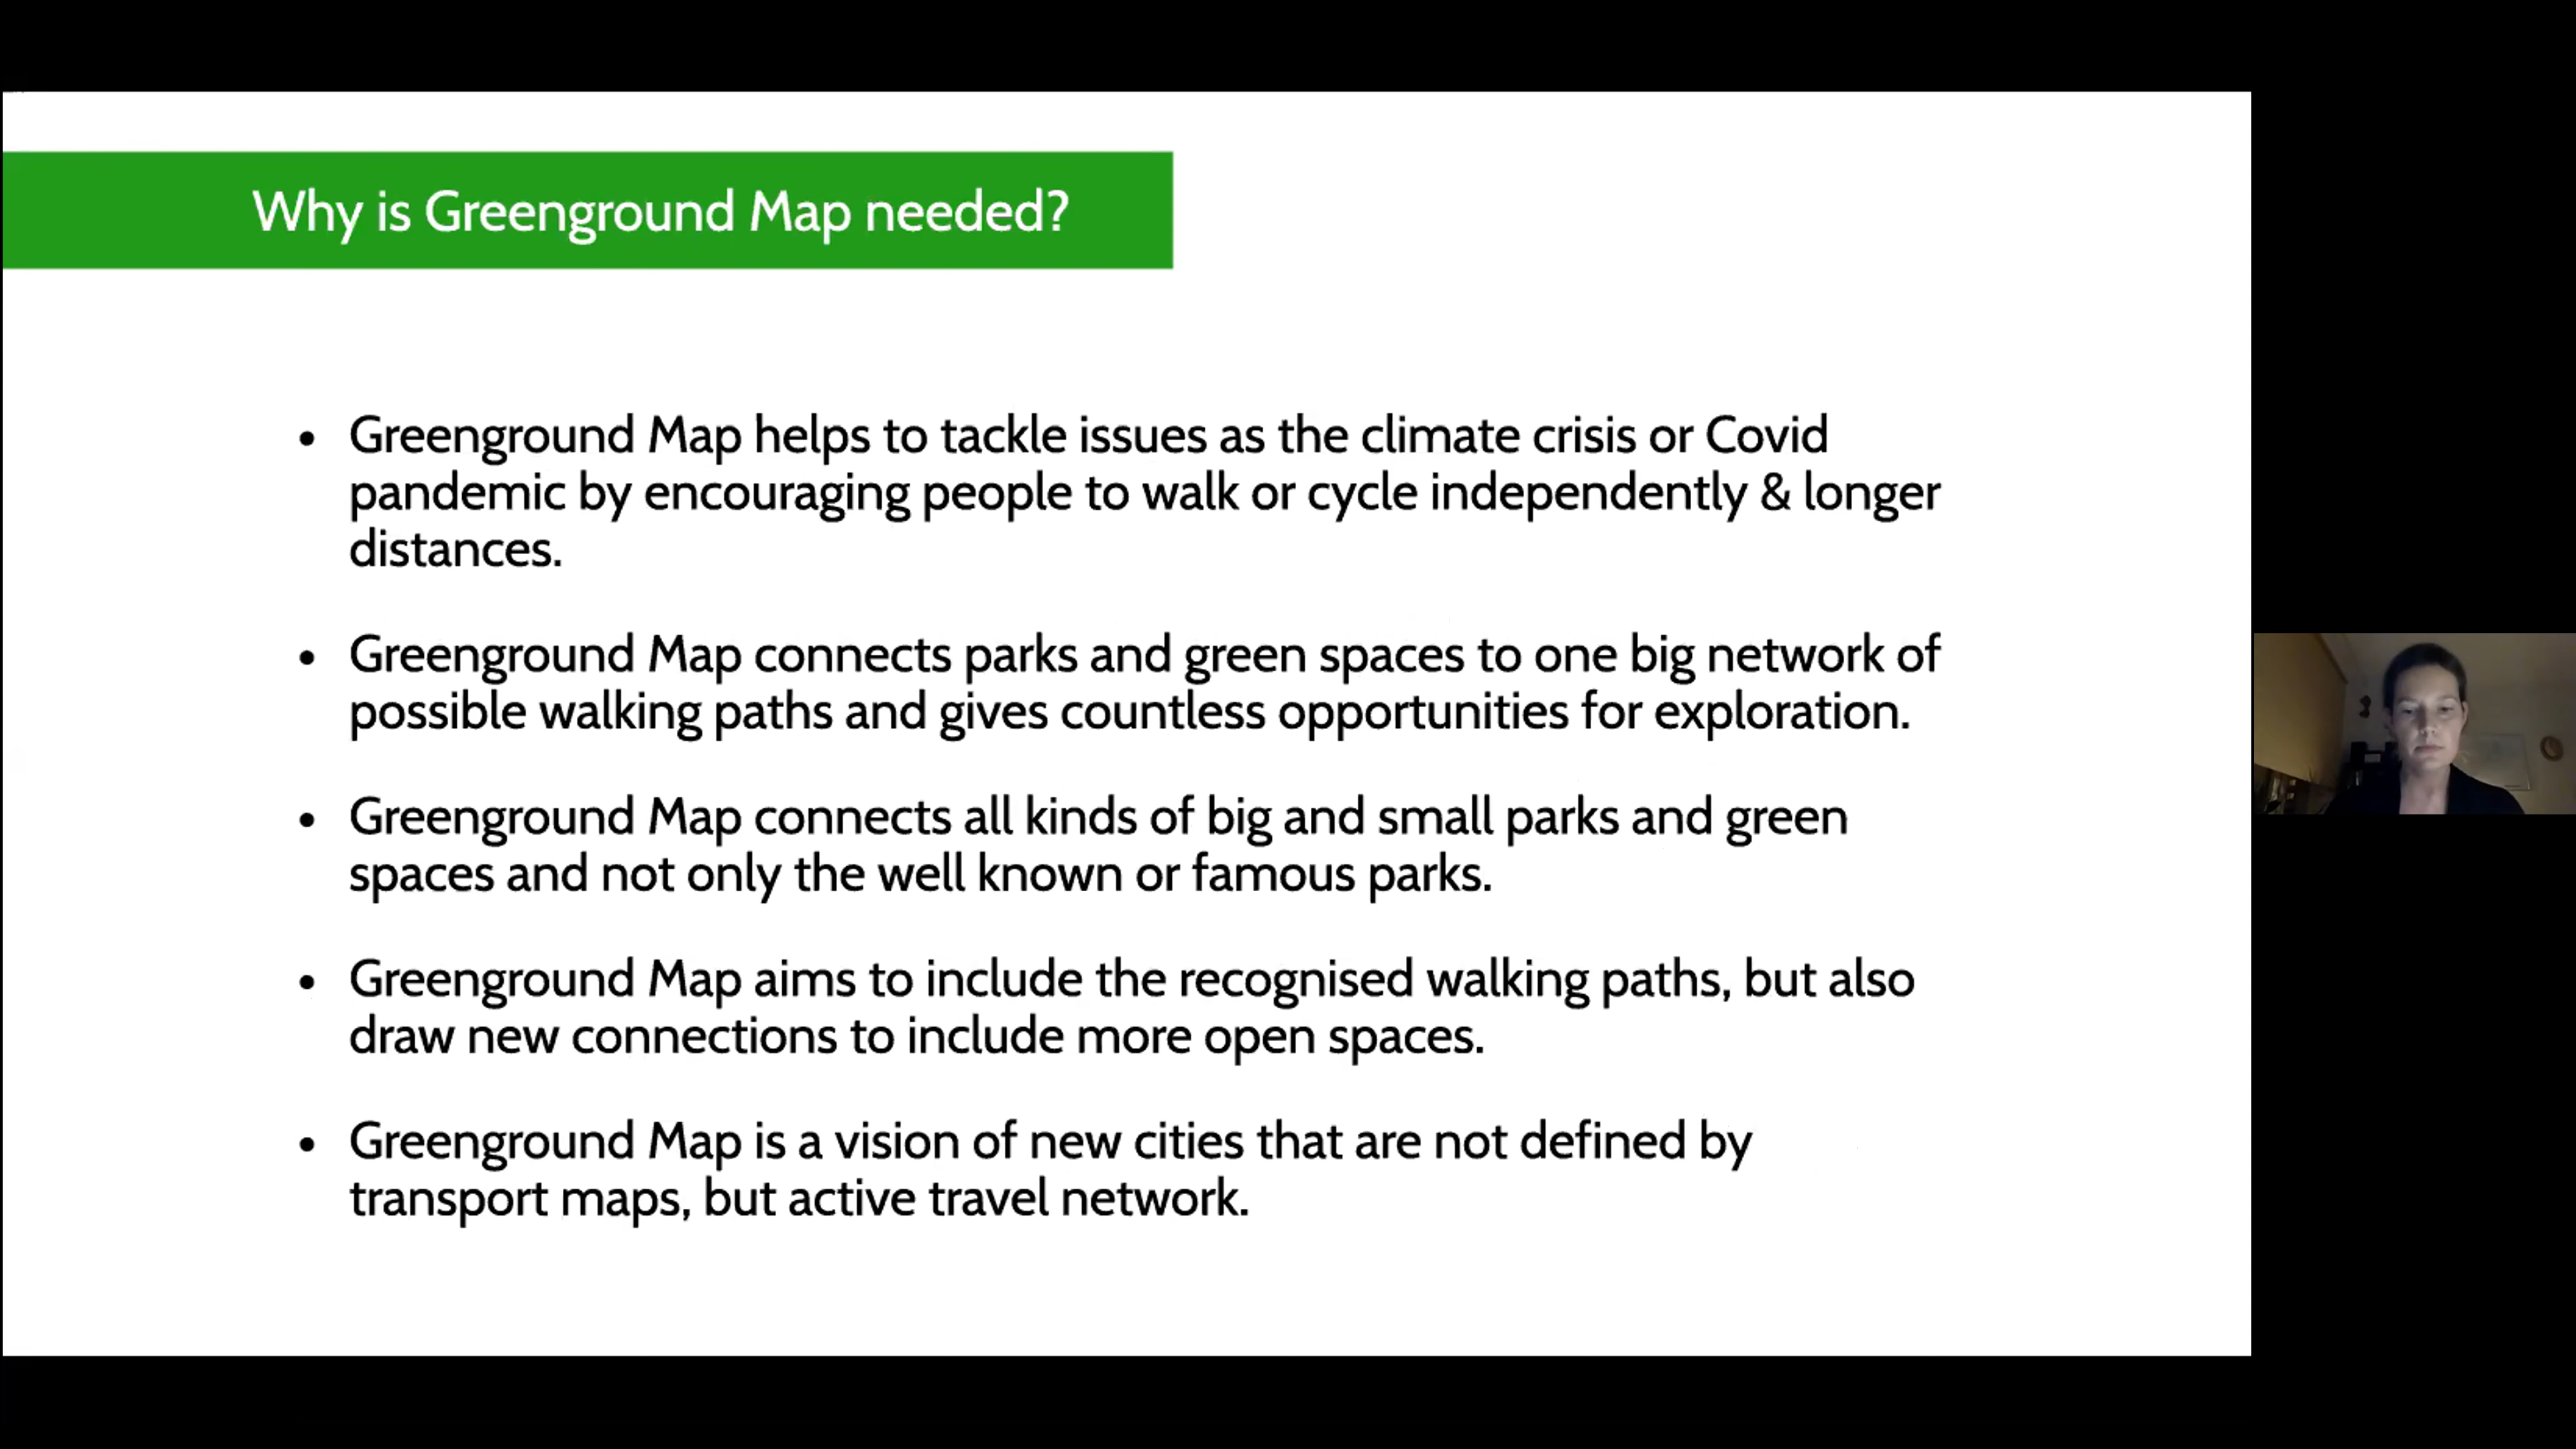 Why is Greenground Map needed?
• Greenground Map helps to tackle issues as the climate crisis or Covid
pandemic by encouraging people to walk or cycle independently & longer
distances.
• Greenground Map connects parks and green spaces to one big network of
possible walking paths and gives countless opportunities for exploration.
• Greenground Map connects all kinds of big and small parks and green
spaces and not only the well known or famous parks.
• Greenground Map aims to include the recognised walking paths, but also
draw new connections to include more open spaces.
• Greenground Map is a vision of new cities that are not defined by
transport maps, but active travel network.